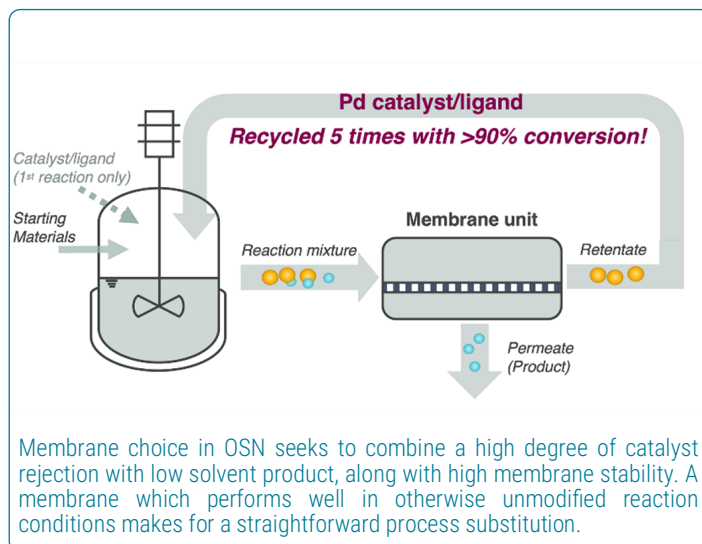 Pd catalyst/ligand
Recycled 5 times with >90% conversion!
Catalyst/ligand
(1st reaction only)
Starting
Materials
Reaction mixture
Membrane unit
Retentate
Permeate
(Product)
Membrane choice in OSN seeks to combine a high degree of catalyst
rejection with low solvent product, along with high membrane stability. A
membrane which performs well in otherwise unmodified reaction
conditions makes for a straightforward process substitution.